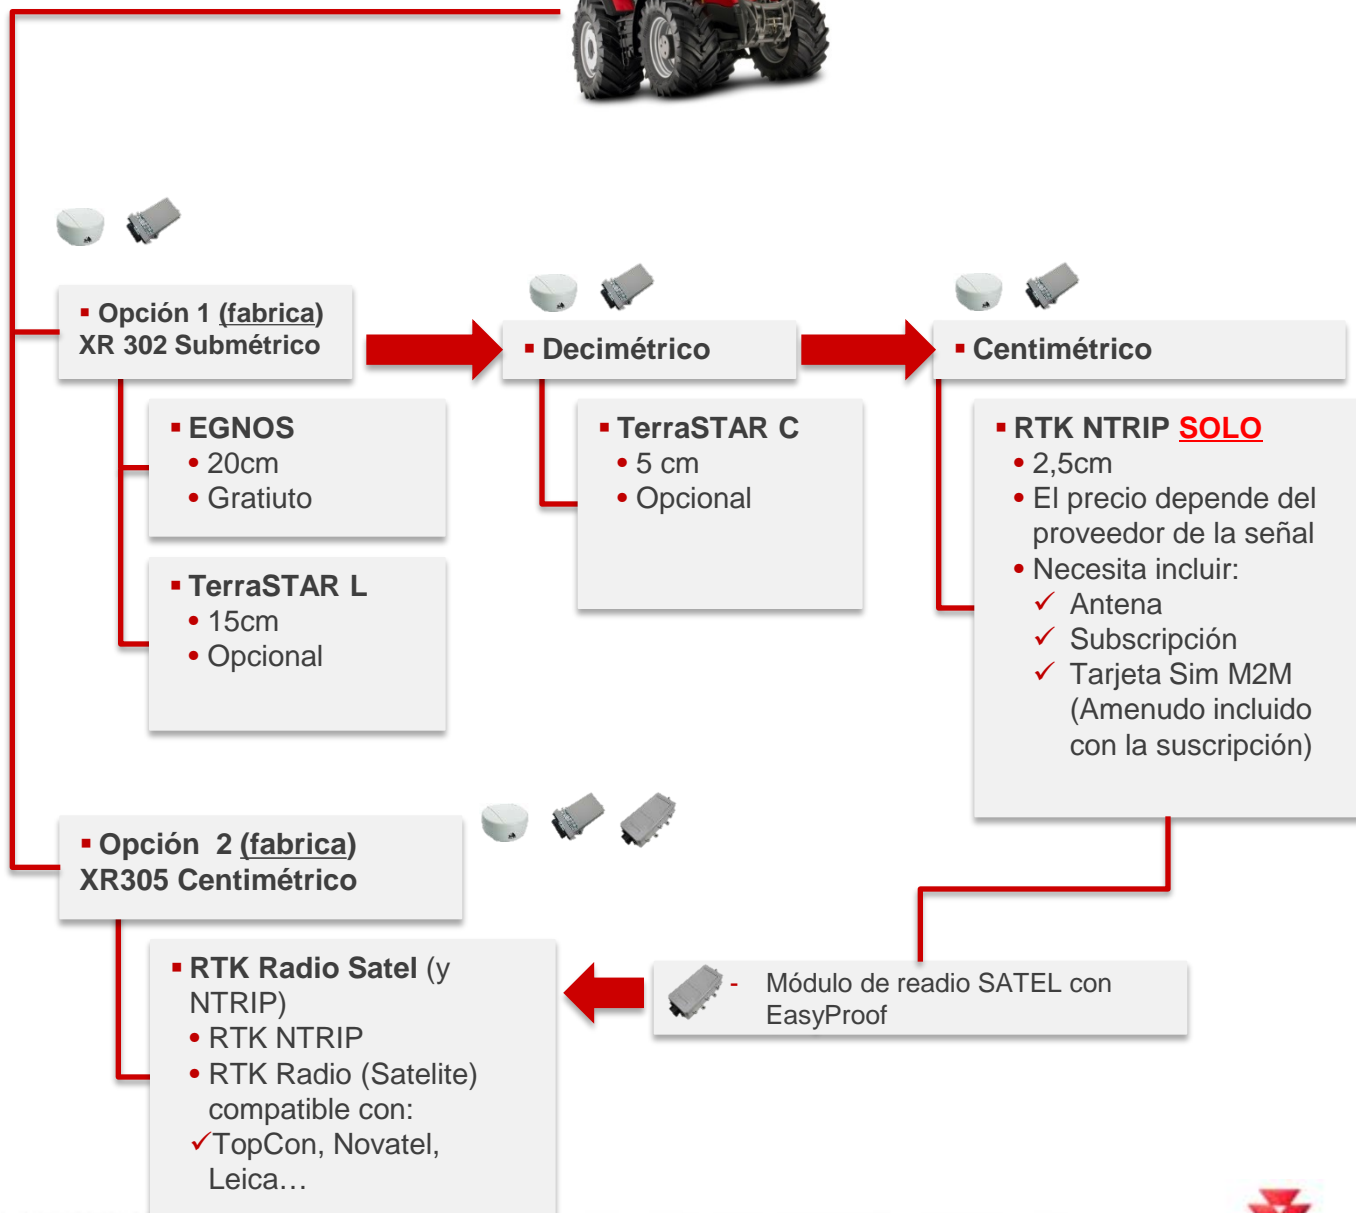 ▪ Opción 1 (fabrica)
XR 302 Submétrico
▪ Decimétrico
▪ Centimétrico
▪ EGNOS
• 20cm
• Gratiuto
▪ TerraSTAR L
• 15cm
• Opcional
▪ TerraSTAR C
• 5 cm
• Opcional
▪ RTK NTRIP SOLO
• 2,5cm
• El precio depende del
proveedor de la señal
• Necesita incluir:
✓ Antena
✓ Subscripción
✓ Tarjeta Sim M2M
(Amenudo incluido
con la suscripción)
▪ Opción 2 (fabrica)
XR305 Centimétrico
▪ RTK Radio Satel (y
NTRIP)
• RTK NTRIP
• RTK Radio (Satelite)
compatible con:
✓TopCon, Novatel,
Leica…
- Módulo de readio SATEL con
EasyProof